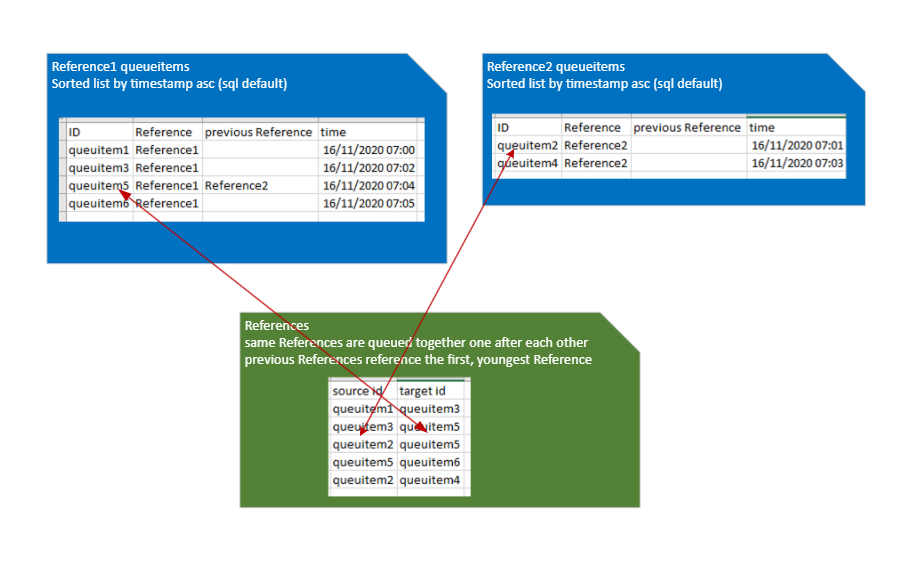 Reference1 queueitems
Sorted list by timestamp asc (sql default)
ID Reference previous Reference time
queuitem1 Reference1 16/11/2020 07:00
queuitem3 Reference1 16/11/2020 07:02
queuitem5 Reference1 Reference2 16/11/2020 07:04
queuitem6 Reference1 16/11/2020 07:05
Reference2 queueitems
Sorted list by timestamp asc (sql default)
ID Reference previous Reference time
queuitem2 Reference2 16/11/2020 07:01
queuitem4 Reference2 16/11/2020 07:03
References
same References are queued together one after each other
previous References reference the first, youngest Reference
source id target id
queuitem1 queuitem3
queuitem3 queuitem5
queuitem2 queuitem5
queuitem5 queuitem6
queuitem2 queuitem4